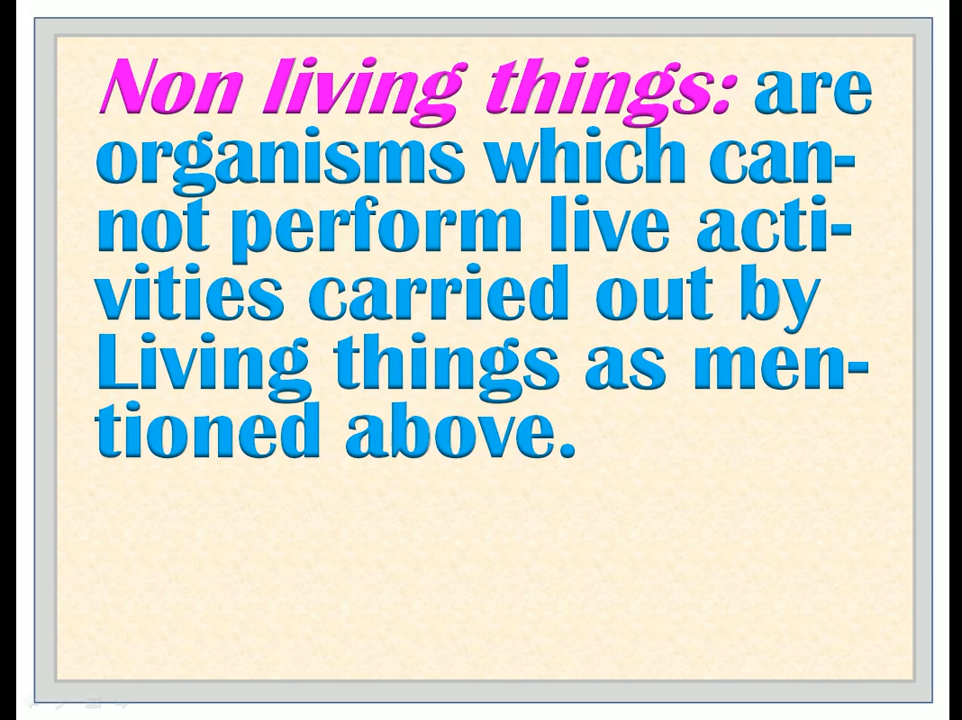 Non living things: are
organisms which can-
not perform live acti-
vities carried out by
Living things as men-
tioned above.